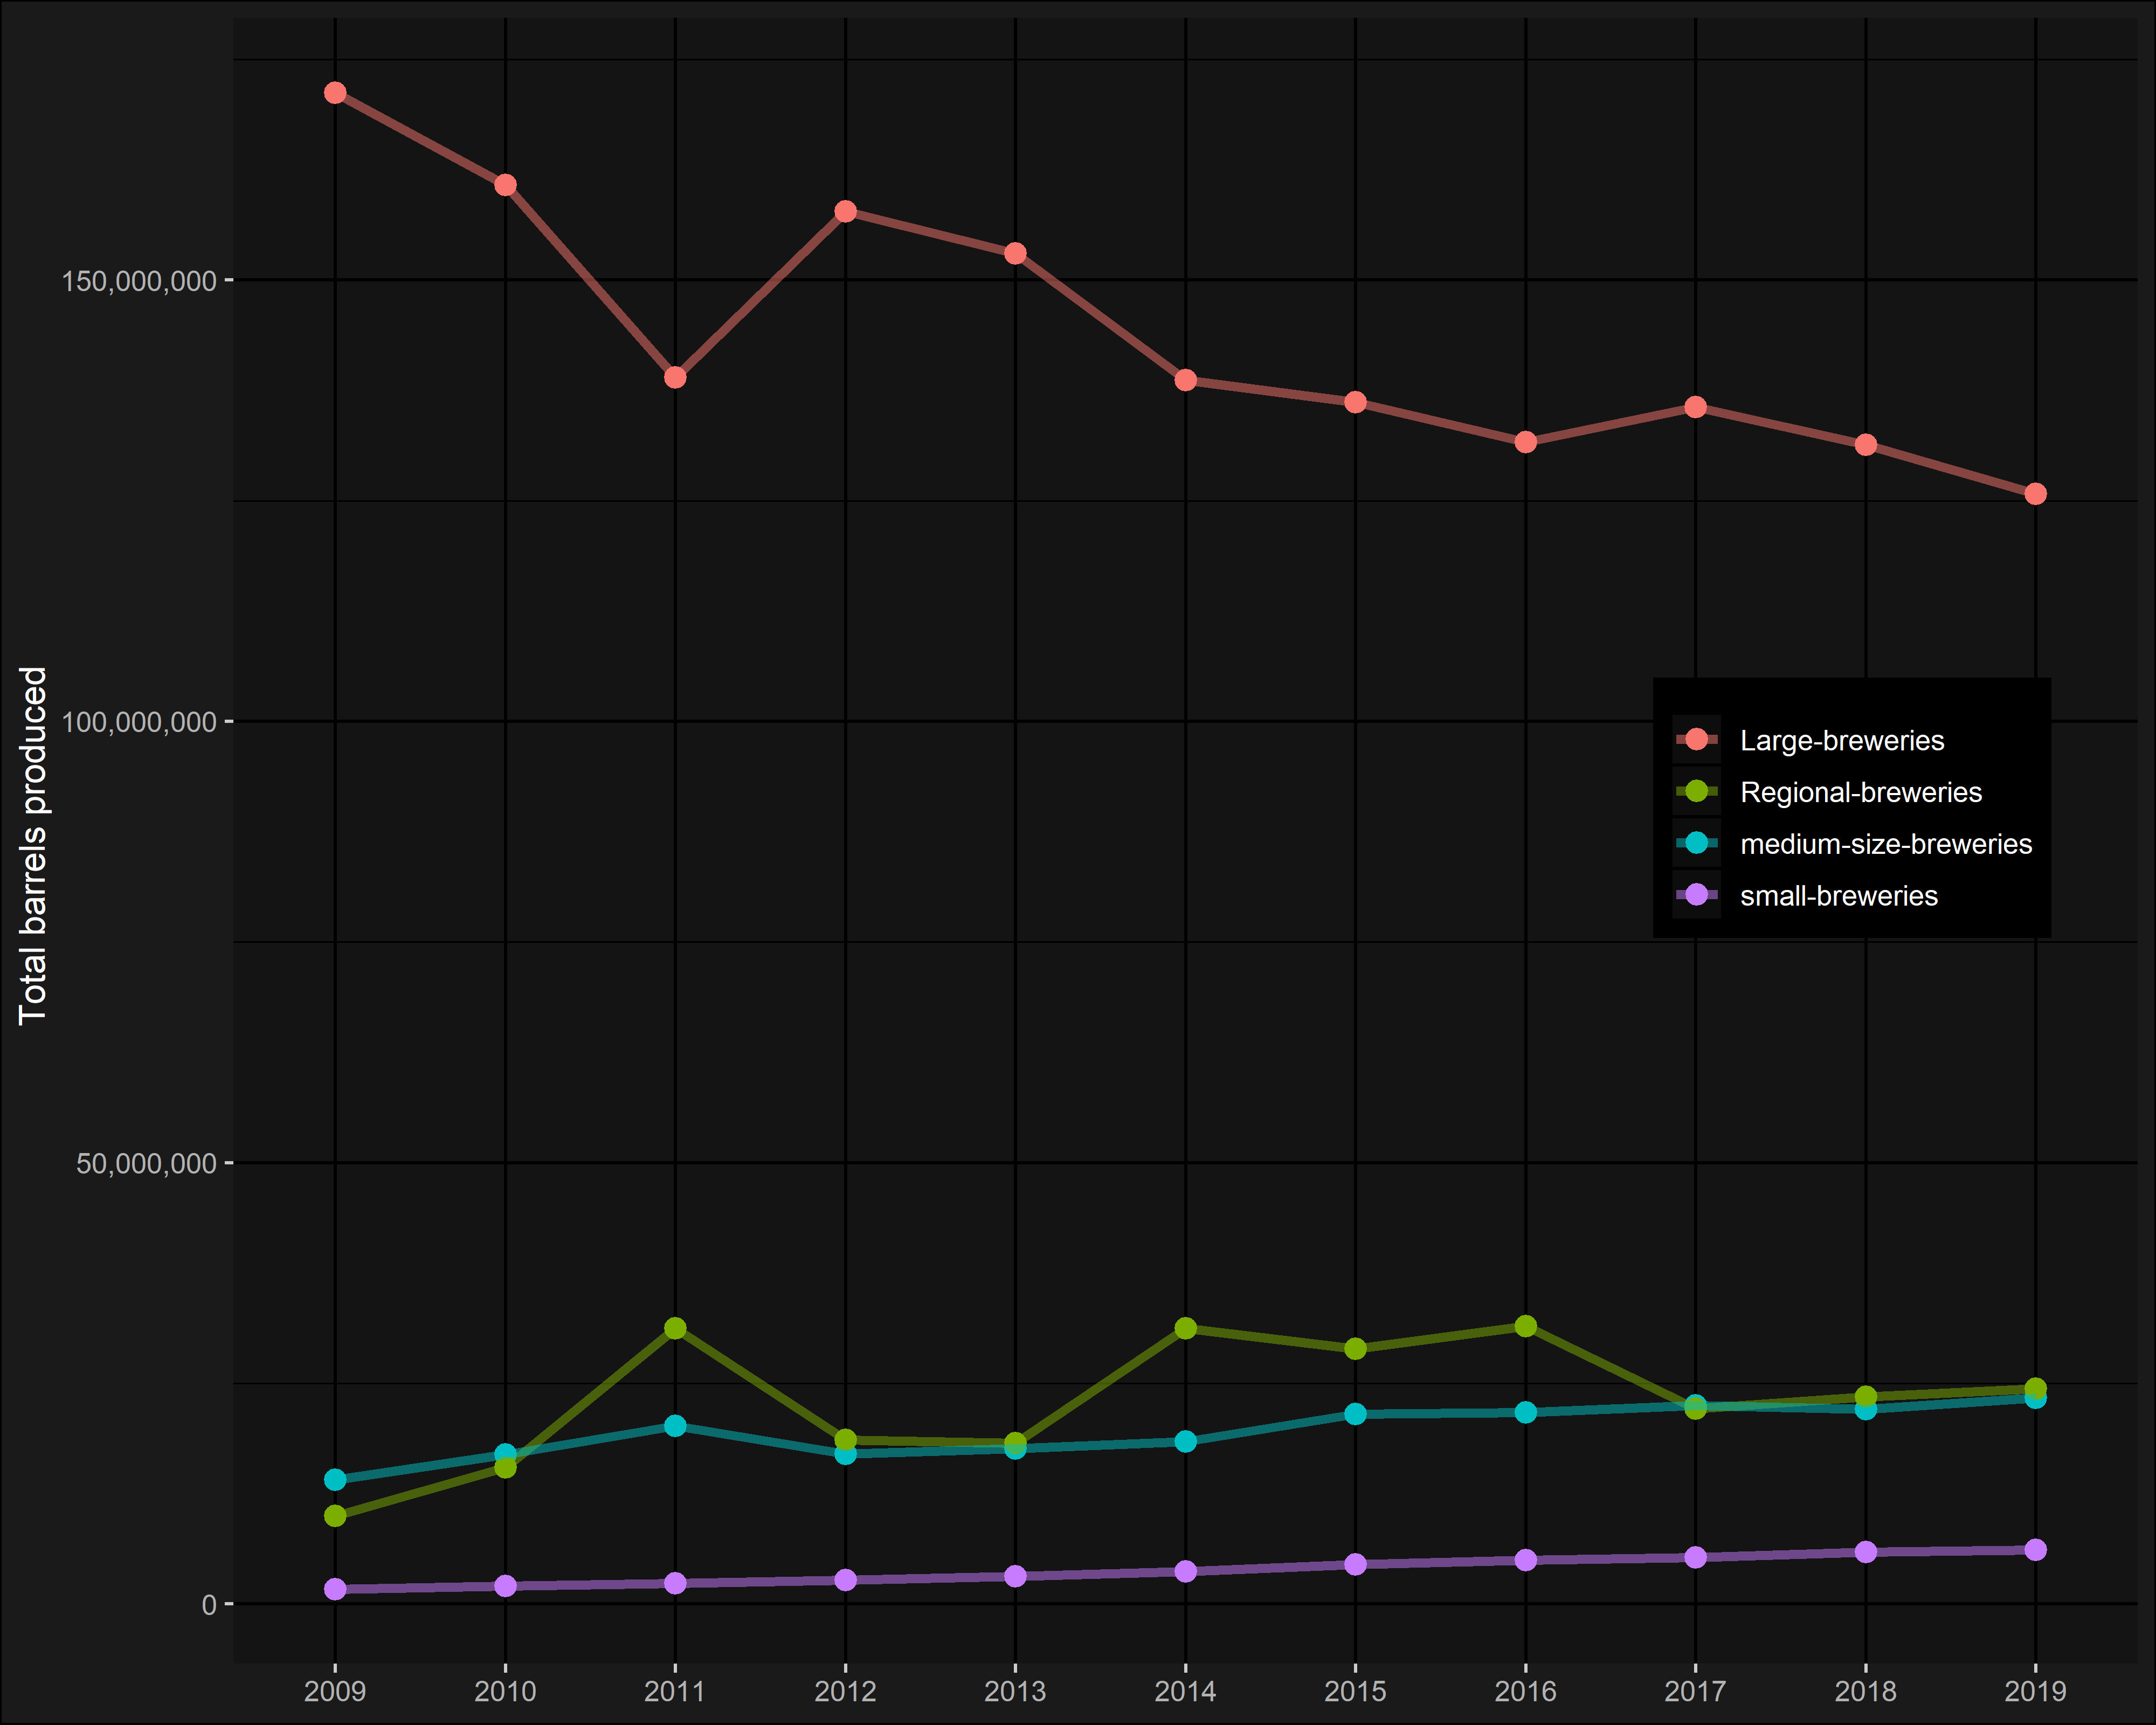 Total barrels produced
150,000,000
100,000,000
50,000,000
0
Large-breweries
Regional-breweries
medium-size-breweries
small-breweries
2009 2010 2011 2012 2013 2014 2015 2016 2017 2018 2019